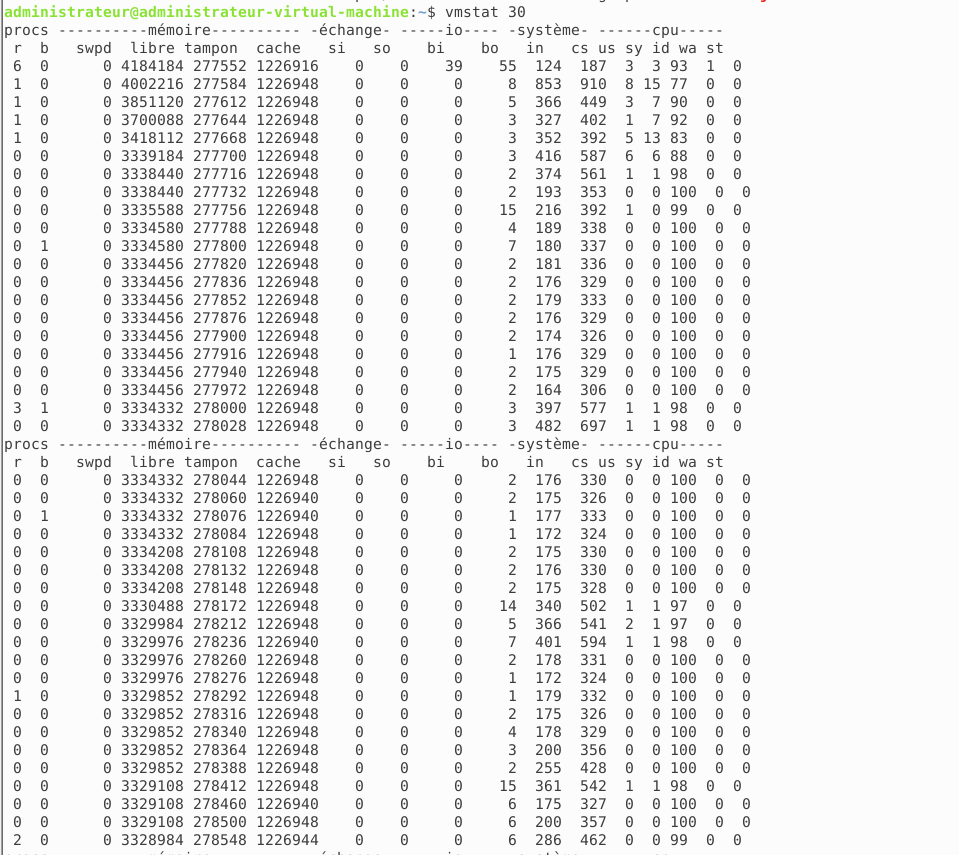 administrateur@administrateur-virtual-machine:~$ vmstat 30
procs ----------mémoire---------- -échange- -----io---- -système- ------cpu-----
 r  b   swpd  libre tampon  cache   si   so    bi    bo   in   cs us sy id wa st
 6  0      0 4184184 277552 1226916    0    0    39    55  124  187  3  3 93  1  0
 1  0      0 4002216 277584 1226948    0    0     0     8  853  910  8 15 77  0  0
 1  0      0 3851120 277612 1226948    0    0     0     5  366  449  3  7 90  0  0
 1  0      0 3700088 277644 1226948    0    0     0     3  327  402  1  7 92  0  0
 1  0      0 3418112 277668 1226948    0    0     0     3  352  392  5 13 83  0  0
 0  0      0 3339184 277700 1226948    0    0     0     3  416  587  6  6 88  0  0
 0  0      0 3338440 277716 1226948    0    0     0     2  374  561  1  1 98  0  0
 0  0      0 3338440 277732 1226948    0    0     0     2  193  353  0  0 100  0  0
 0  0      0 3335588 277756 1226948    0    0     0    15  216  392  1  0 99  0  0
 0  0      0 3334580 277788 1226948    0    0     0     4  189  338  0  0 100  0  0
 0  1      0 3334580 277800 1226948    0    0     0     7  180  337  0  0 100  0  0
 0  0      0 3334456 277820 1226948    0    0     0     2  181  336  0  0 100  0  0
 0  0      0 3334456 277836 1226948    0    0     0     2  176  329  0  0 100  0  0
 0  0      0 3334456 277852 1226948    0    0     0     2  179  333  0  0 100  0  0
 0  0      0 3334456 277876 1226948    0    0     0     2  176  329  0  0 100  0  0
 0  0      0 3334456 277900 1226948    0    0     0     2  174  326  0  0 100  0  0
 0  0      0 3334456 277916 1226948    0    0     0     1  176  329  0  0 100  0  0
 0  0      0 3334456 277940 1226948    0    0     0     2  175  329  0  0 100  0  0
 0  0      0 3334456 277972 1226948    0    0     0     2  164  306  0  0 100  0  0
 3  1      0 3334332 278000 1226948    0    0     0     3  397  577  1  1 98  0  0
 0  0      0 3334332 278028 1226948    0    0     0     3  482  697  1  1 98  0  0
procs ----------mémoire---------- -échange- -----io---- -système- ------cpu-----
 r  b   swpd  libre tampon  cache   si   so    bi    bo   in   cs us sy id wa st
 0  0      0 3334332 278044 1226948    0    0     0     2  176  330  0  0 100  0  0
 0  0      0 3334332 278060 1226940    0    0     0     2  175  326  0  0 100  0  0
 0  1      0 3334332 278076 1226940    0    0     0     1  177  333  0  0 100  0  0
 0  0      0 3334332 278084 1226948    0    0     0     1  172  324  0  0 100  0  0
 0  0      0 3334208 278108 1226948    0    0     0     2  175  330  0  0 100  0  0
 0  0      0 3334208 278132 1226948    0    0     0     2  176  330  0  0 100  0  0
 0  0      0 3334208 278148 1226948    0    0     0     2  175  328  0  0 100  0  0
 0  0      0 3330488 278172 1226948    0    0     0    14  340  502  1  1 97  0  0
 0  0      0 3329984 278212 1226948    0    0     0     5  366  541  2  1 97  0  0
 0  0      0 3329976 278236 1226940    0    0     0     7  401  594  1  1 98  0  0
 0  0      0 3329976 278260 1226948    0    0     0     2  178  331  0  0 100  0  0
 0  0      0 3329976 278276 1226948    0    0     0     1  172  324  0  0 100  0  0
 1  0      0 3329852 278292 1226948    0    0     0     1  179  332  0  0 100  0  0
 0  0      0 3329852 278316 1226948    0    0     0     2  175  326  0  0 100  0  0
 0  0      0 3329852 278340 1226948    0    0     0     4  178  329  0  0 100  0  0
 0  0      0 3329852 278364 1226948    0    0     0     3  200  356  0  0 100  0  0
 0  0      0 3329852 278388 1226948    0    0     0     2  255  428  0  0 100  0  0
 0  0      0 3329108 278412 1226948    0    0     0    15  361  542  1  1 98  0  0
 0  0      0 3329108 278460 1226940    0    0     0     6  175  327  0  0 100  0  0
 0  0      0 3329108 278500 1226948    0    0     0     6  200  357  0  0 100  0  0
 2  0      0 3328984 278548 1226944    0    0     0     6  286  462  0  0 99  0  0